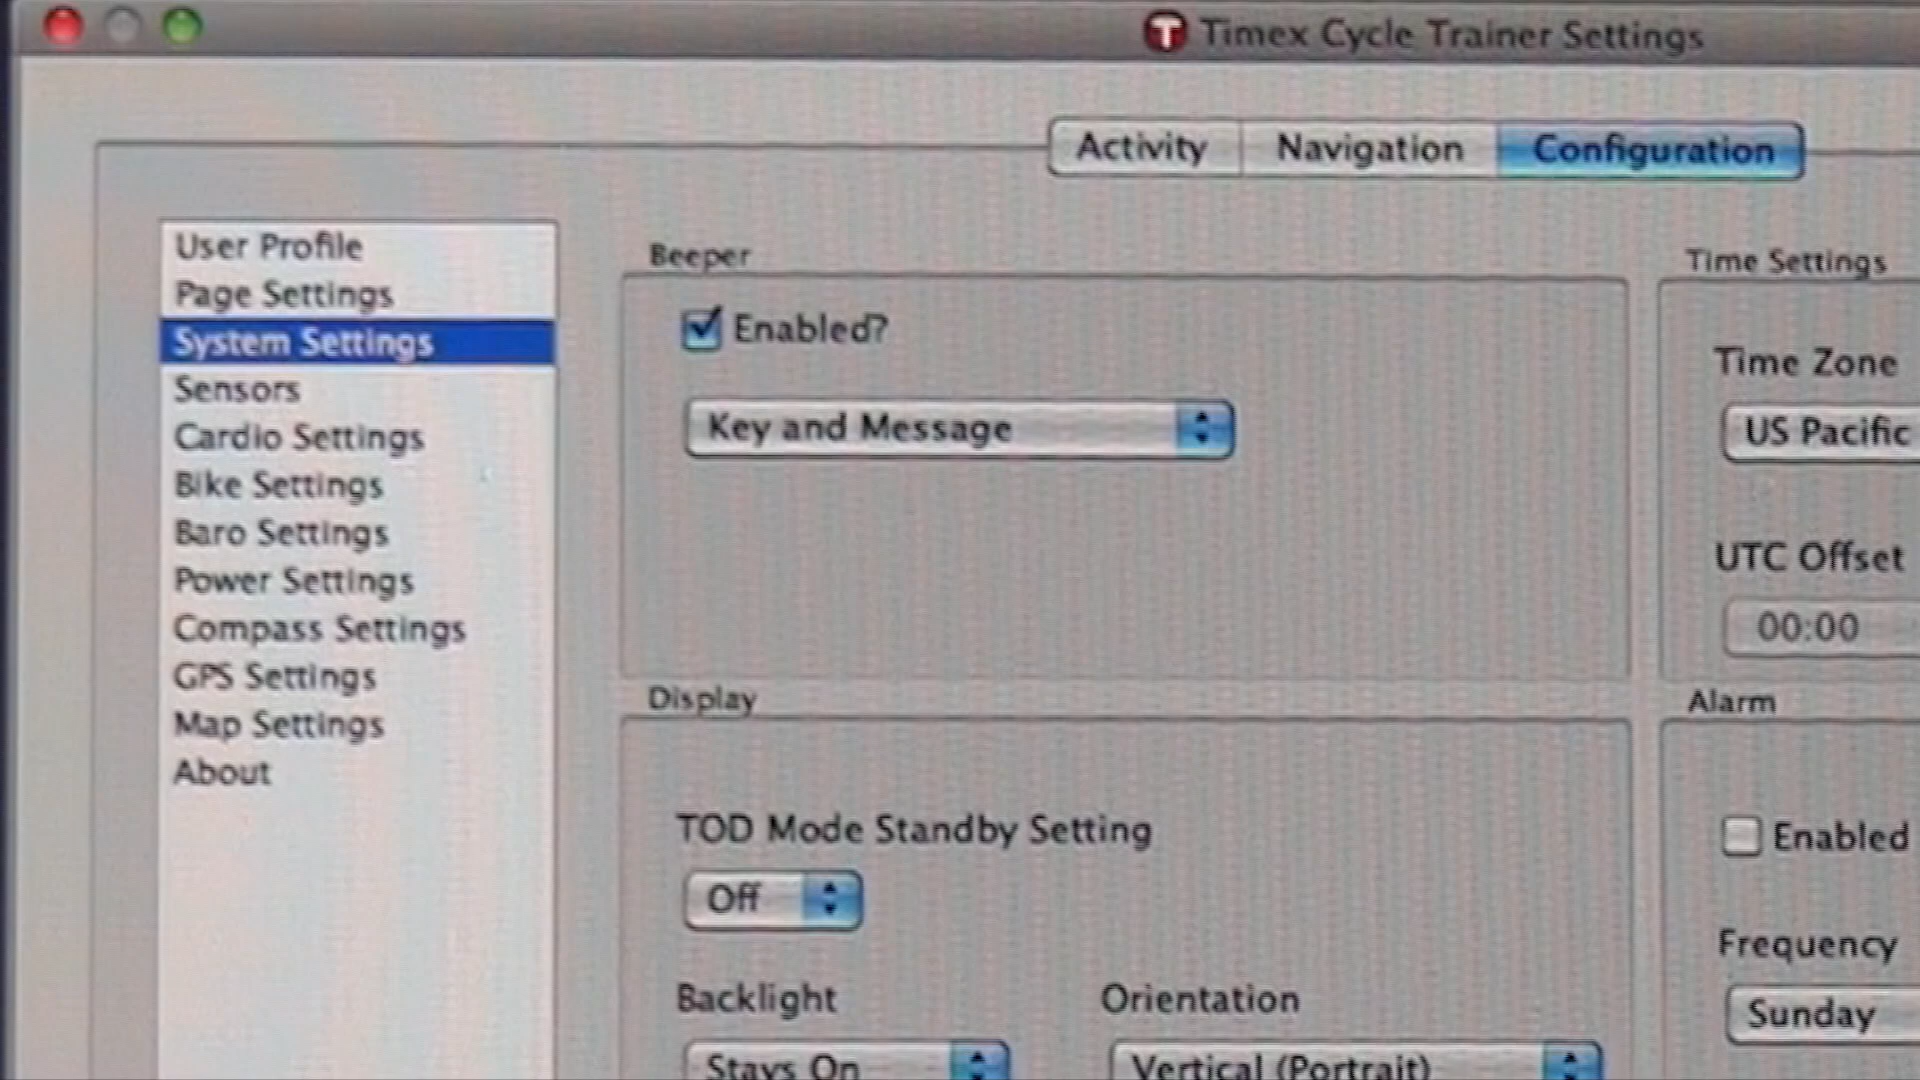 Timex Cycle Trainer Settings
Activity Navigation Configuration
User Profile
Page Settings
System Settings
Sensors
Cardio Settings
Bike Settings
Baro Settings
Power Settings
Compass Settings
GPS Settings
Map Settings
About
Beeper
Enabled?
Key and Message
Time Settings
Time Zone
US Pacific
UTC Offset
00:00
Display
TOD Mode Standby Setting
Off
Backlight
Stays On
Orientation
Vertical (Portrait)
Alarm
Enabled
Frequency
Sunday